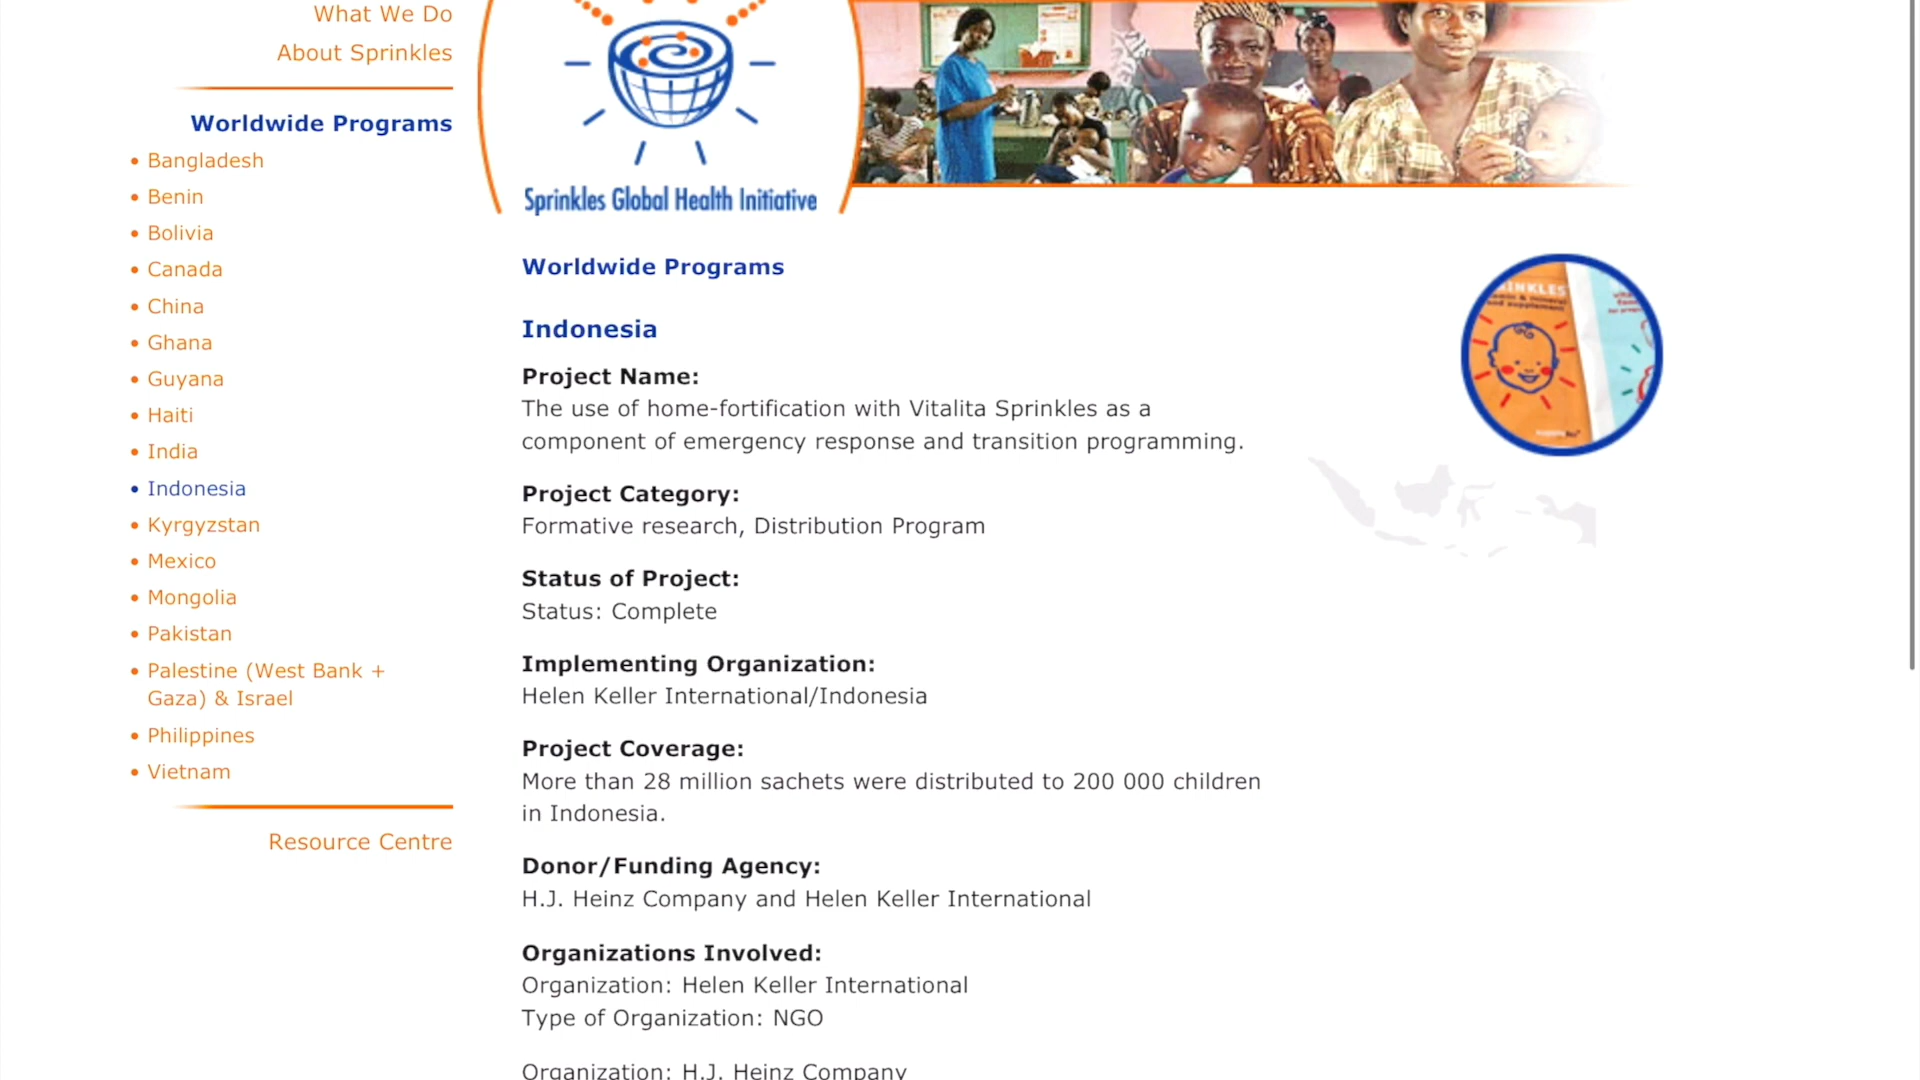 What We Do
About Sprinkles
Worldwide Programs
• Bangladesh
• Benin
• Bolivia
• Canada
• China
• Ghana
• Guyana
• Haiti
• India
• Indonesia
• Kyrgyzstan
• Mexico
• Mongolia
• Pakistan
• Palestine (West Bank +
Gaza) & Israel
• Philippines
• Vietnam
Resource Centre
Sprinkles Global Health Initiative
Worldwide Programs
Indonesia
Project Name:
The use of home-fortification with Vitalita Sprinkles as a
component of emergency response and transition programming.
Project Category:
Formative research, Distribution Program
Status of Project:
Status: Complete
Implementing Organization:
Helen Keller International/Indonesia
Project Coverage:
More than 28 million sachets were distributed to 200 000 children
in Indonesia.
Donor/Funding Agency:
H.J. Heinz Company and Helen Keller International
Organizations Involved:
Organization: Helen Keller International
Type of Organization: NGO
Organization: H.J. Heinz Company